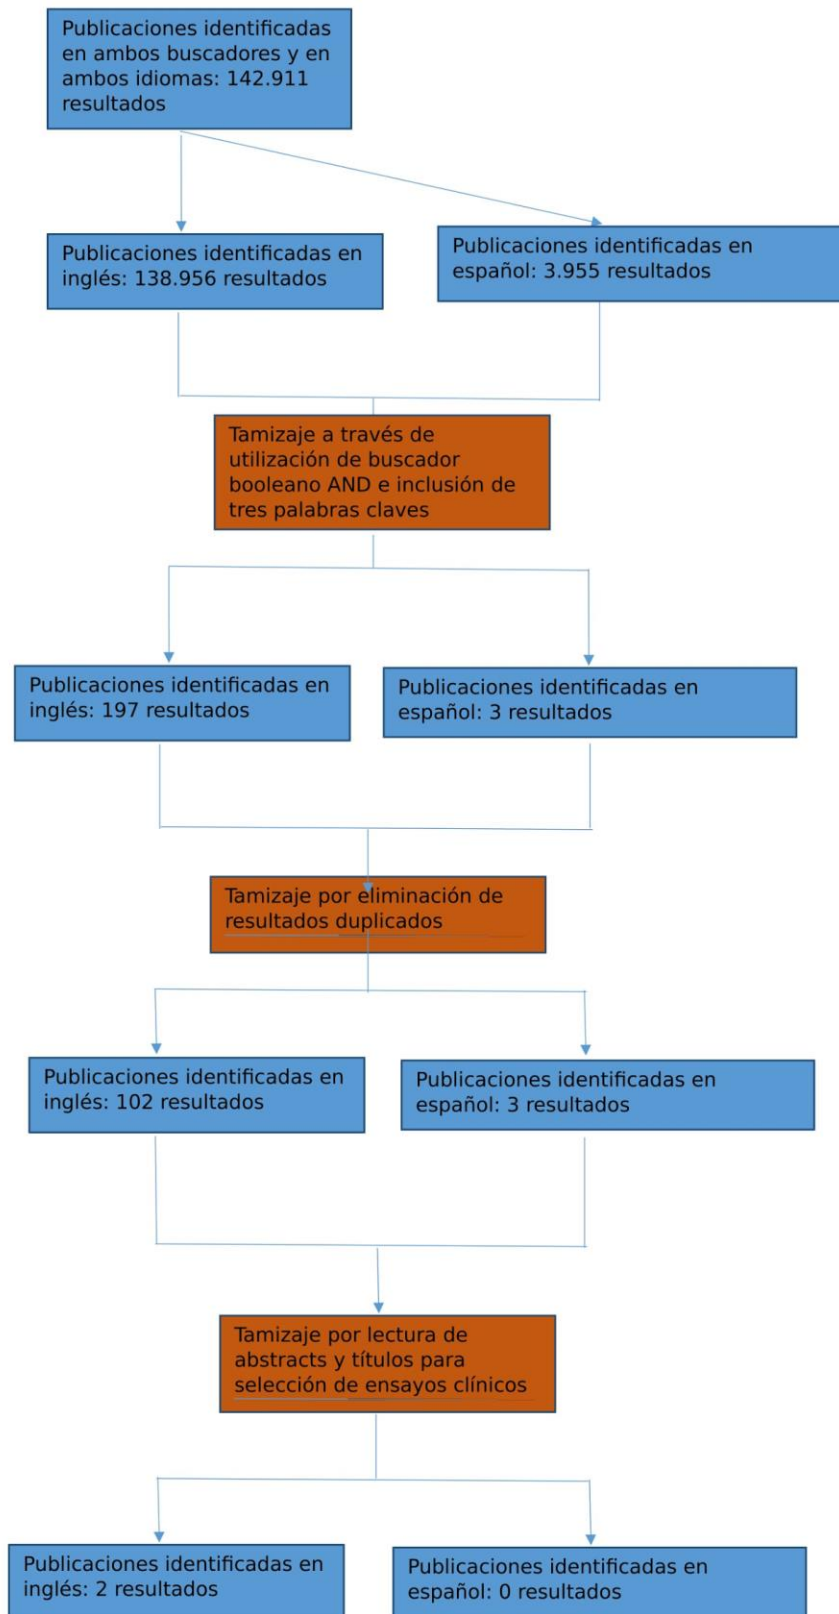 Publicaciones identificadas
en ambos buscadores y en
ambos idiomas: 142.911
resultados
Publicaciones identificadas en
inglés: 138.956 resultados
Publicaciones identificadas en
español: 3.955 resultados
Tamizaje a través de
utilización de buscador
booleano AND e inclusión de
tres palabras claves
Publicaciones identificadas en
inglés: 197 resultados
Publicaciones identificadas en
español: 3 resultados
Tamizaje por eliminación de
resultados duplicados
Publicaciones identificadas en
inglés: 102 resultados
Publicaciones identificadas en
español: 3 resultados
Tamizaje por lectura de
abstracts y títulos para
selección de ensayos clínicos
Publicaciones identificadas en
inglés: 2 resultados
Publicaciones identificadas en
español: 0 resultados